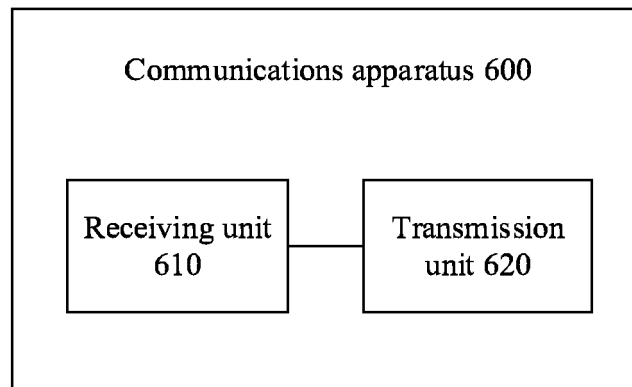 Communications apparatus 600
Receiving unit
610
Transmission
unit 620